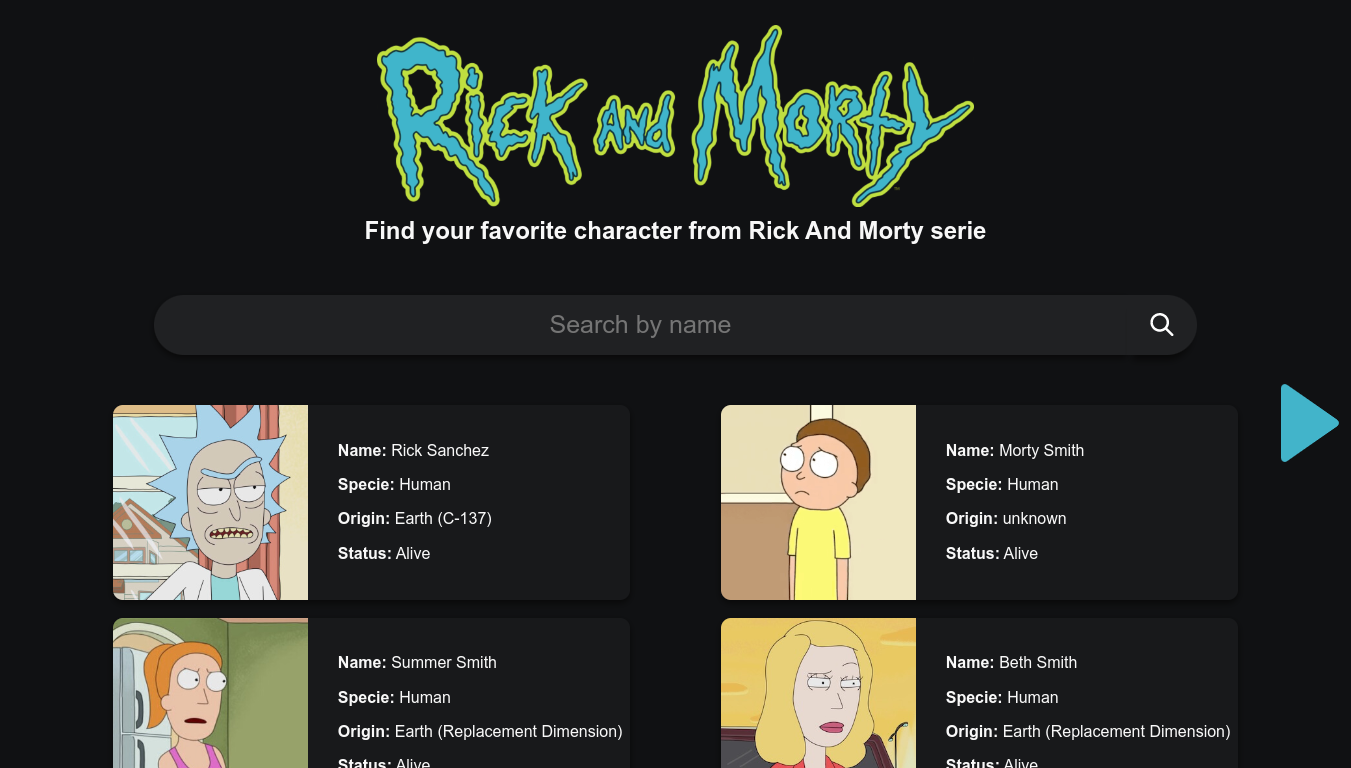 Rick and Morty
Find your favorite character from Rick And Morty serie
Search by name
Name: Rick Sanchez
Specie: Human
Origin: Earth (C-137)
Status: Alive
Name: Morty Smith
Specie: Human
Origin: unknown
Status: Alive
Name: Summer Smith
Specie: Human
Origin: Earth (Replacement Dimension)
Status: Alive
Name: Beth Smith
Specie: Human
Origin: Earth (Replacement Dimension)
Status: Alive